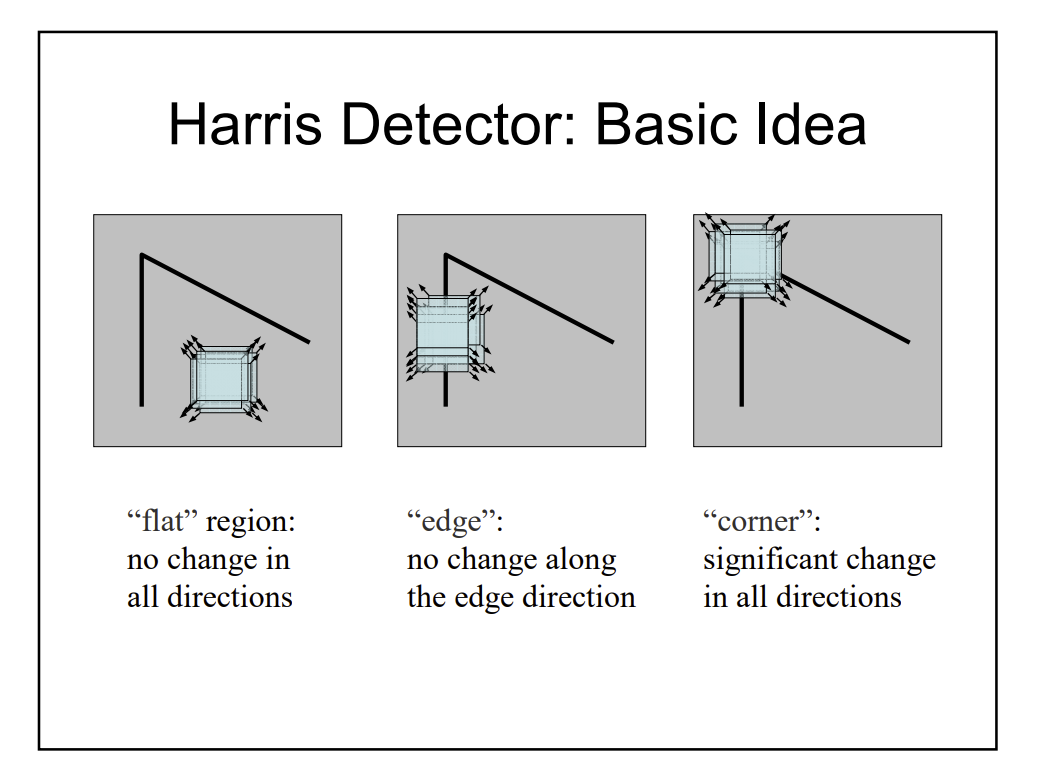 Harris Detector: Basic Idea
“flat” region:
no change in
all directions
“edge”:
no change along
the edge direction
“corner”:
significant change
in all directions